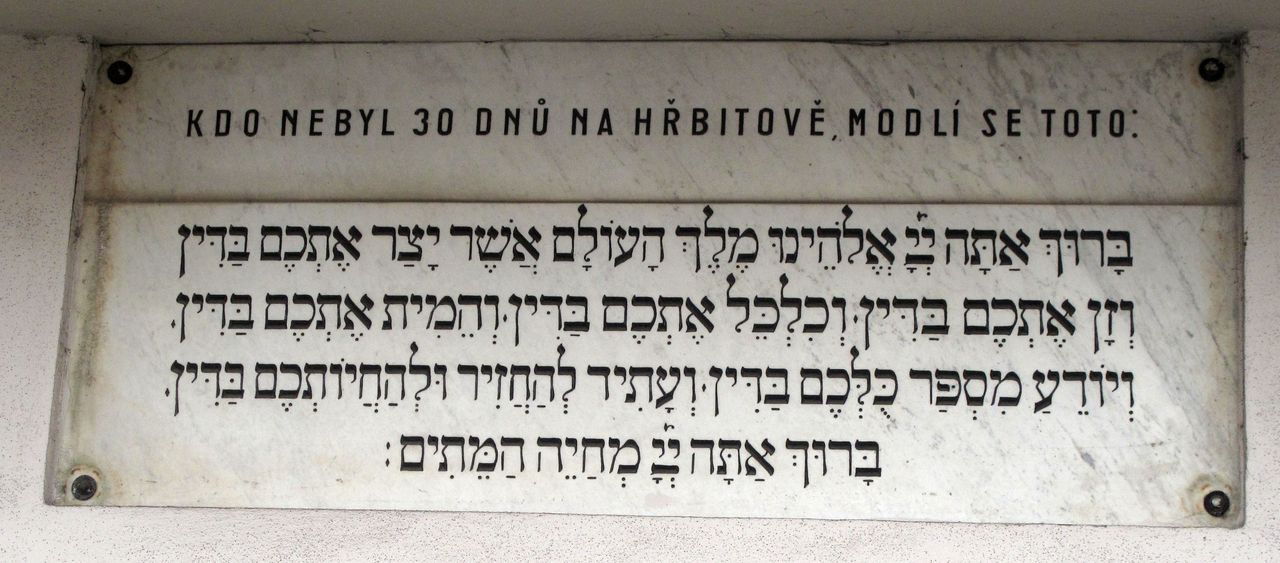 KDO NEBYL 30 DNŮ NA HŘBITOVĚ, MODLÍ SE TOTO:
בָּרוּךְ אַתָּה יְיָ אֱלֹהֵינוּ מֶלֶךְ הָעוֹלָם אֲשֶׁר יָצַר אֶתְכֶם בַּדִּין
וְזָן אֶתְכֶם בַּדִּין, וְכִלְכֵּל אֶתְכֶם בַּדִּין, וְהֵמִית אֶתְכֶם בַּדִּין,
וְיוֹדֵעַ מִסְפַּר כֻּלְּכֶם בַּדִּין, וְעָתִיד לְהַחֲזִיר וּלְהַחֲיוֹתְכֶם בַּדִּין.
בָּרוּךְ אַתָּה יְיָ מְחַיֵּה הַמֵּתִים: